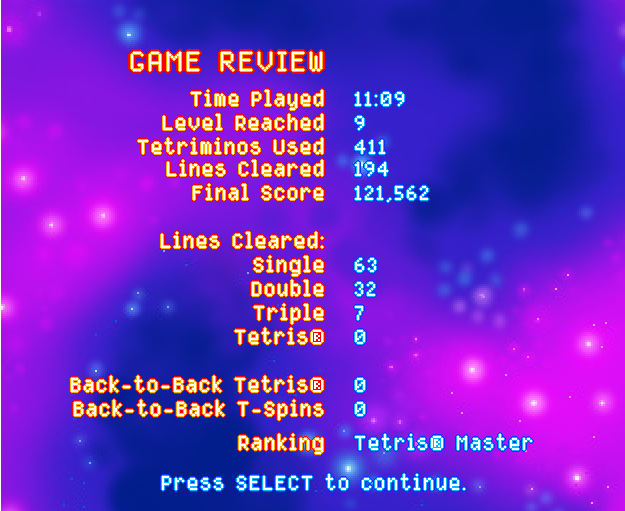 GAME REVIEW
Time Played 11:09
Level Reached 9
Tetriminos Used 411
Lines Cleared 194
Final Score 121,562
Lines Cleared:
Single 63
Double 32
Triple 7
Tetris® 0
Back-to-Back Tetris® 0
Back-to-Back T-Spins 0
Ranking Tetris® Master
Press SELECT to continue.